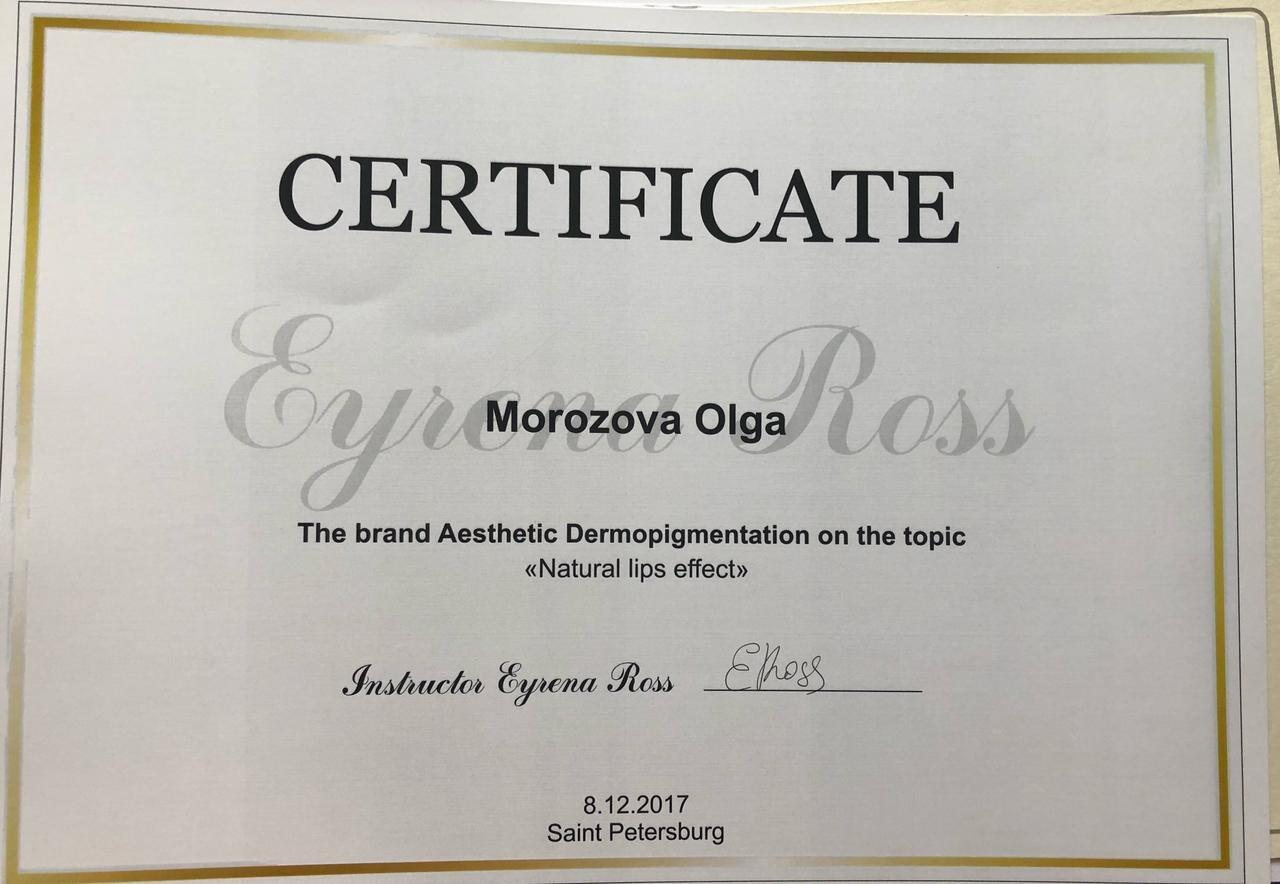 CERTIFICATE
Eyrena Ross
Morozova Olga
The brand Aesthetic Dermopigmentation on the topic
«Natural lips effect»
Instructor Eyrena Ross ERoss
8.12.2017
Saint Petersburg